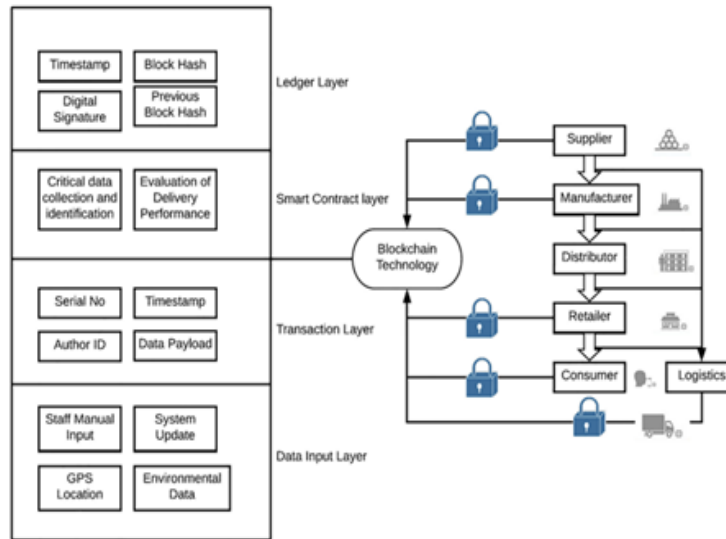 Timestamp
Block Hash
Digital
Signature
Previous
Block Hash
Ledger Layer
Critical data
collection and
identification
Evaluation of
Delivery
Performance
Smart Contract layer
Serial No
Timestamp
Author ID
Data Payload
Transaction Layer
Staff Manual
Input
System
Update
GPS
Location
Environmental
Data
Data Input Layer
Blockchain
Technology
Supplier
Manufacturer
Distributor
Retailer
Consumer
Logistics